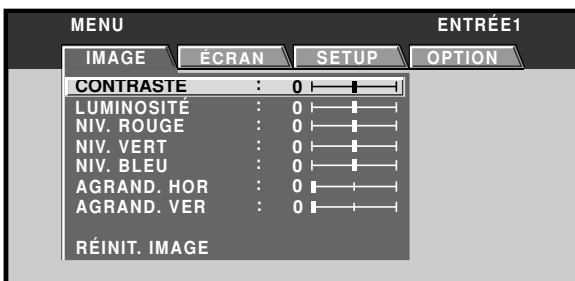 MENU ENTRÉE1
IMAGE ÉCRAN SETUP OPTION
CONTRASTE : 0
LUMINOSITÉ : 0
NIV. ROUGE : 0
NIV. VERT : 0
NIV. BLEU : 0
AGRAND. HOR : 0
AGRAND. VER : 0
RÉINIT. IMAGE